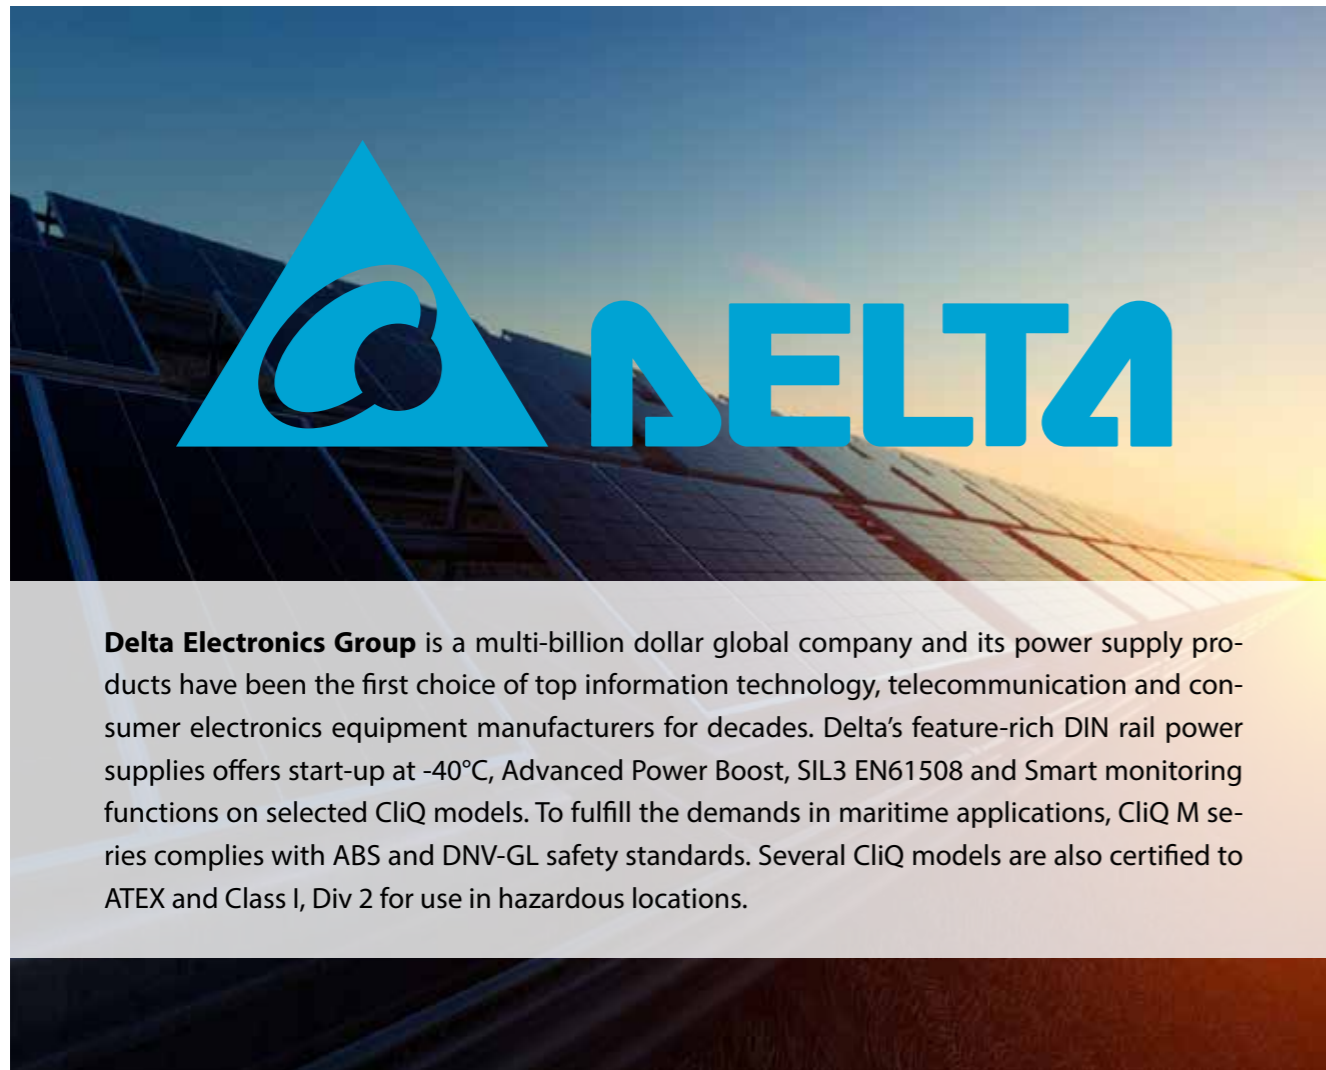 DELTA
Delta Electronics Group is a multi-billion dollar global company and its power supply pro-
ducts have been the first choice of top information technology, telecommunication and con-
sumer electronics equipment manufacturers for decades. Delta’s feature-rich DIN rail power
supplies offers start-up at -40°C, Advanced Power Boost, SIL3 EN61508 and Smart monitoring
functions on selected CliQ models. To fulfill the demands in maritime applications, CliQ M se-
ries complies with ABS and DNV-GL safety standards. Several CliQ models are also certified to
ATEX and Class I, Div 2 for use in hazardous locations.